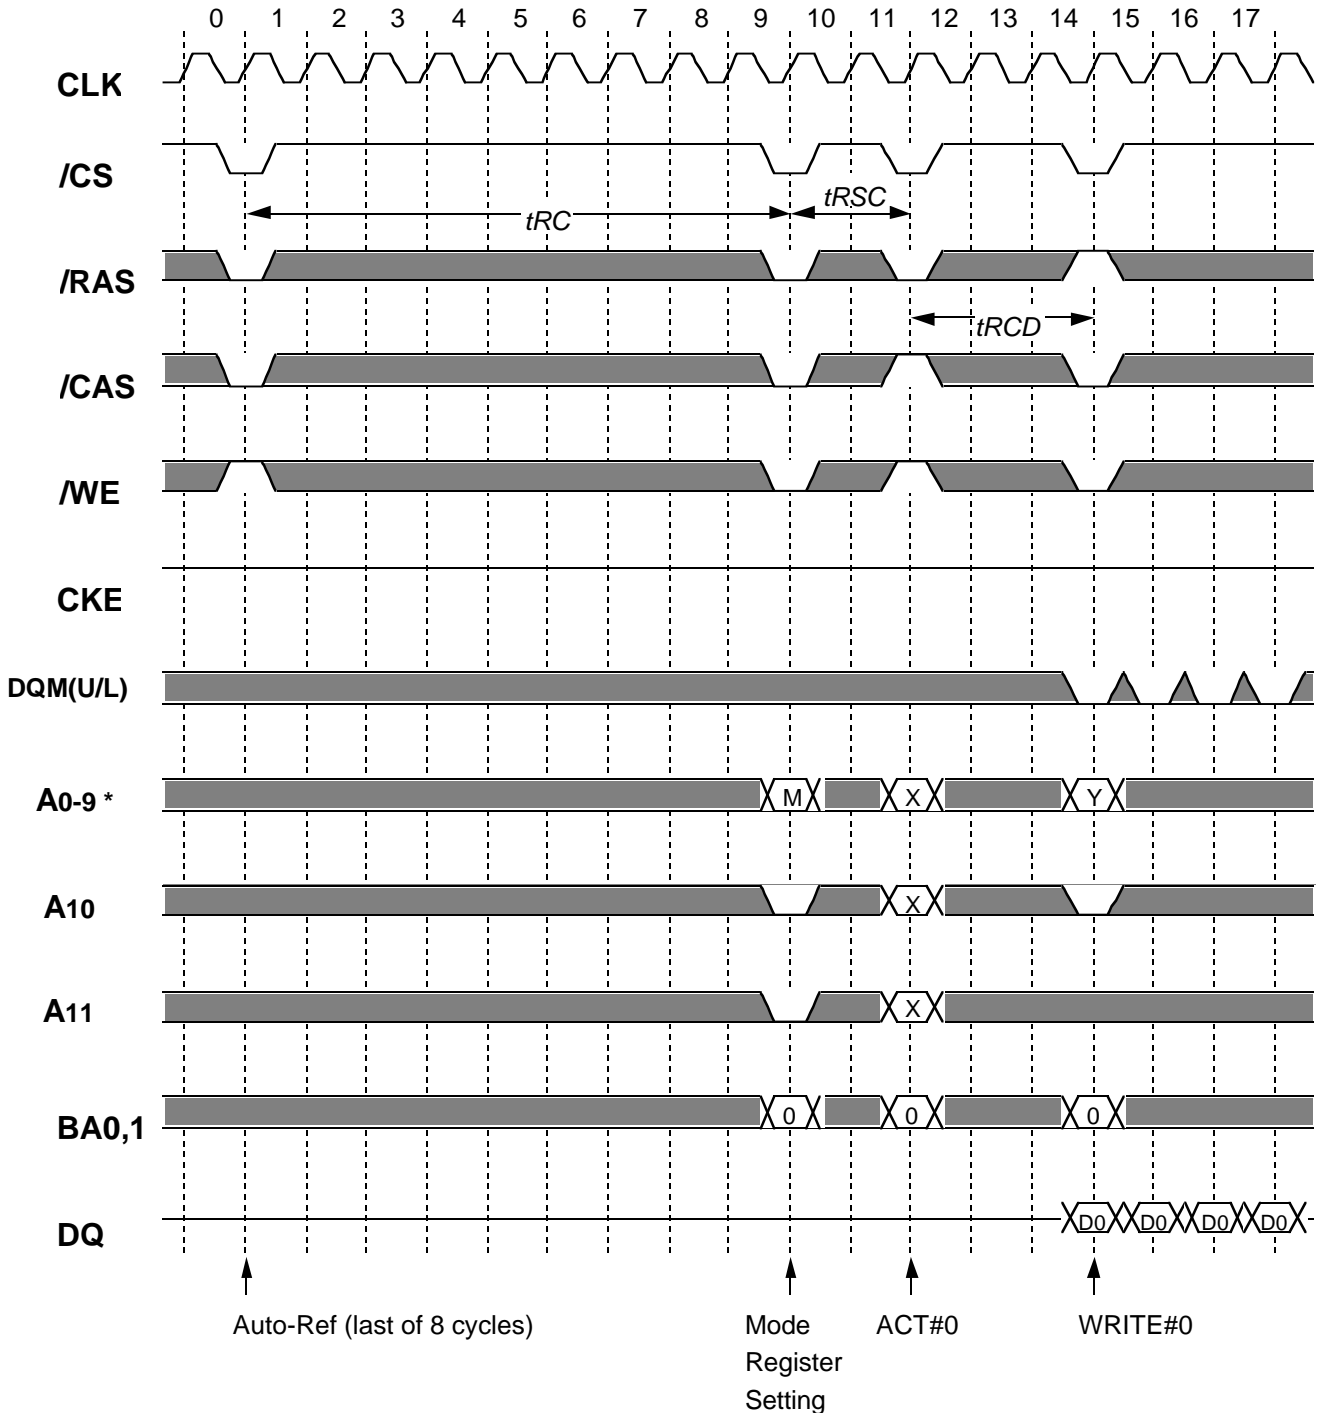 0 1 2 3 4 5 6 7 8 9 10 11 12 13 14 15 16 17
CLK
/CS
tRC
tRSC
/RAS
tRCD
/CAS
/WE
CKE
DQM(U/L)
A0-9 * M X Y
A10 X
A11 X
BA0,1 0 0 0
DQ D0 D0 D0 D0
Auto-Ref (last of 8 cycles)
Mode
Register
Setting
ACT#0
WRITE#0